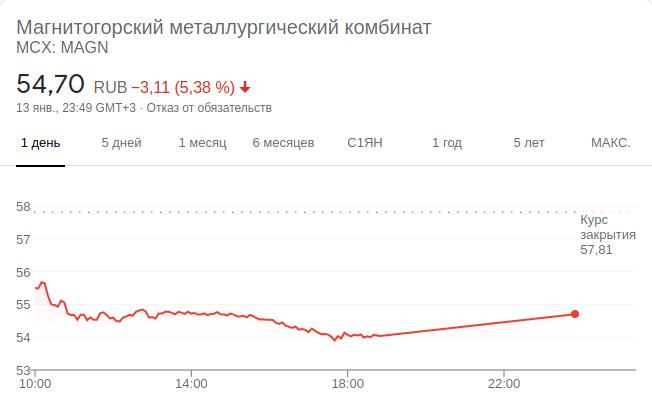 Магнитогорский металлургический комбинат
MCX: MAGN
54,70 RUB −3,11 (5,38 %)
13 янв., 23:49 GMT+3 · Отказ от обязательств
1 день 5 дней 1 месяц 6 месяцев С1ЯН 1 год 5 лет МАКС.
58
Курс
закрытия
57,81
57
56
55
54
53
10:00 14:00 18:00 22:00